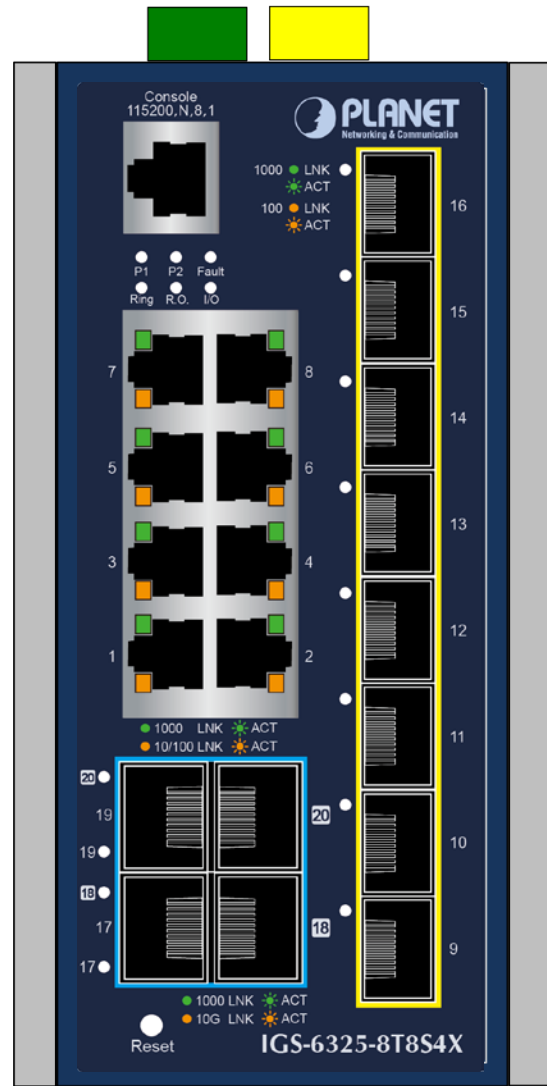 Console
115200,N,8,1
PLANET
Networking & Communication
1000 LNK
ACT
100 LNK
ACT
P1 P2 Fault
Ring R.O. I/O
16
15
14
13
12
11
10
9
7 8
5 6
3 4
1 2
1000 LNK ACT
10/100 LNK ACT
20
19 20
19
18
17 18
17
1000 LNK ACT
10G LNK ACT
Reset
IGS-6325-8T8S4X